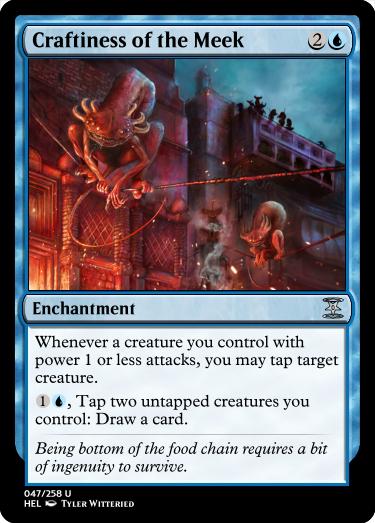 Craftiness of the Meek 2
Enchantment
Whenever a creature you control with
power 1 or less attacks, you may tap target
creature.
1 , Tap two untapped creatures you
control: Draw a card.
Being bottom of the food chain requires a bit
of ingenuity to survive.
047/258 U
HEL Tyler Witteried